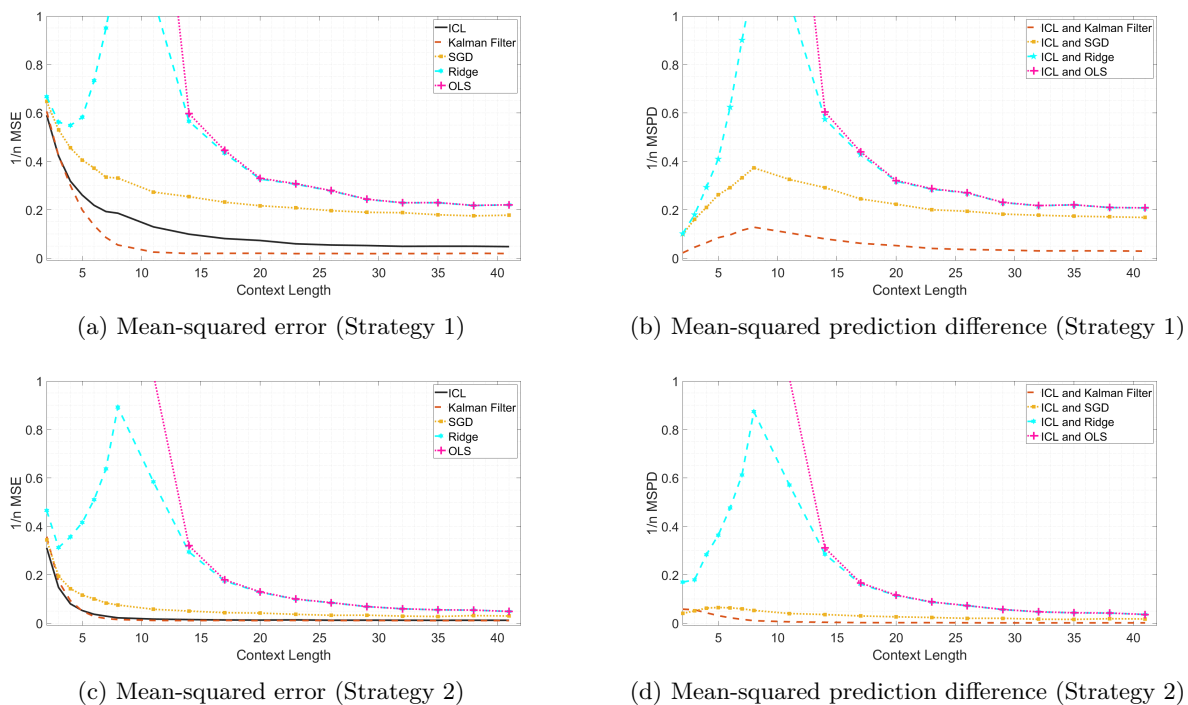 1
0.8
0.6
0.4
0.2
0
1/n MSE
5 10 15 20 25 30 35 40
Context Length
ICL
Kalman Filter
SGD
Ridge
OLS
(a) Mean-squared error (Strategy 1)
1
0.8
0.6
0.4
0.2
0
1/n MSPD
5 10 15 20 25 30 35 40
Context Length
ICL and Kalman Filter
ICL and SGD
ICL and Ridge
ICL and OLS
(b) Mean-squared prediction difference (Strategy 1)
1
0.8
0.6
0.4
0.2
0
1/n MSE
5 10 15 20 25 30 35 40
Context Length
ICL
Kalman Filter
SGD
Ridge
OLS
(c) Mean-squared error (Strategy 2)
1
0.8
0.6
0.4
0.2
0
1/n MSPD
5 10 15 20 25 30 35 40
Context Length
ICL and Kalman Filter
ICL and SGD
ICL and Ridge
ICL and OLS
(d) Mean-squared prediction difference (Strategy 2)